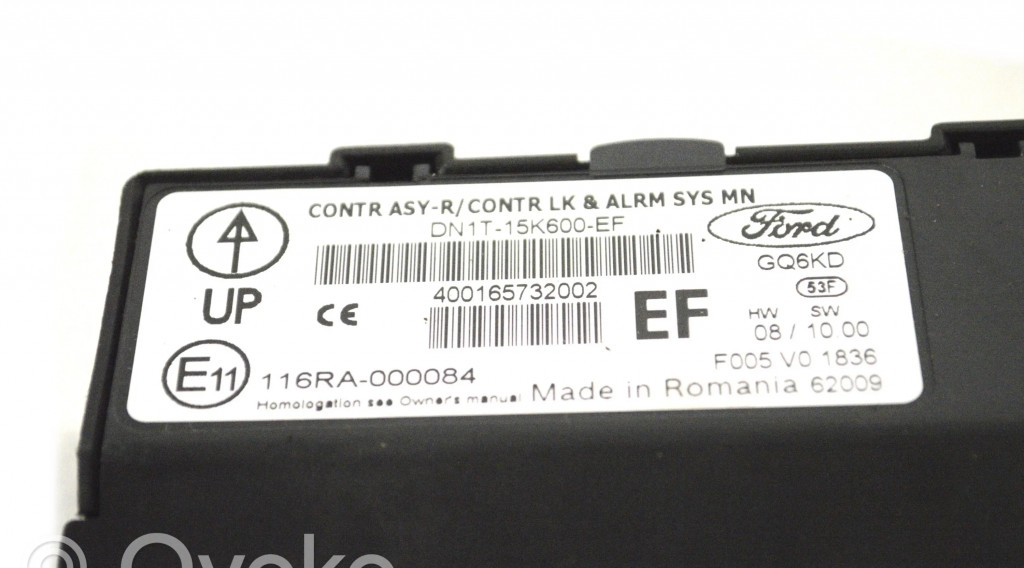 CONTR ASY-R/CONTR LK & ALRM SYS MN
DN1T-15K600-EF
Ford
GQ6KD
53F
UP
CE
400165732002
EF
HW SW
08 / 10.00
F005 V0 1836
E11
116RA-000084
Homologation see Owner's manual
Made in Romania 62009
Ovoko